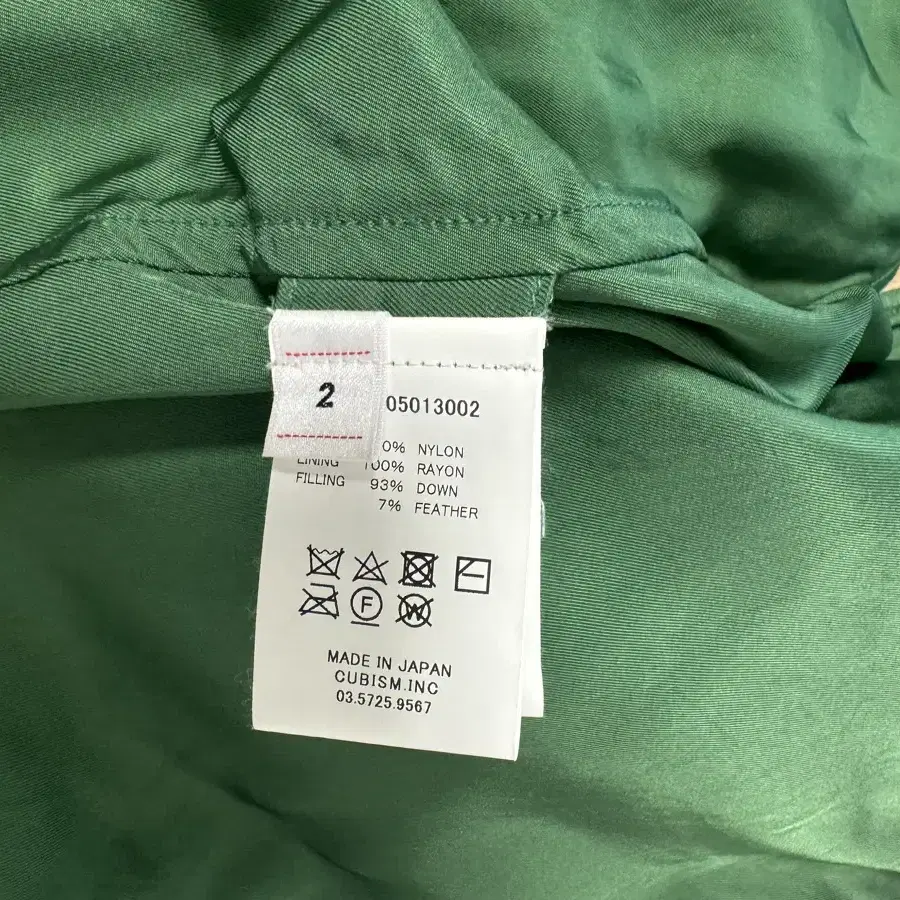 2
05013002
0% NYLON
LINING 100% RAYON
FILLING 93% DOWN
7% FEATHER
F
W
MADE IN JAPAN
CUBISM.INC
03.5725.9567